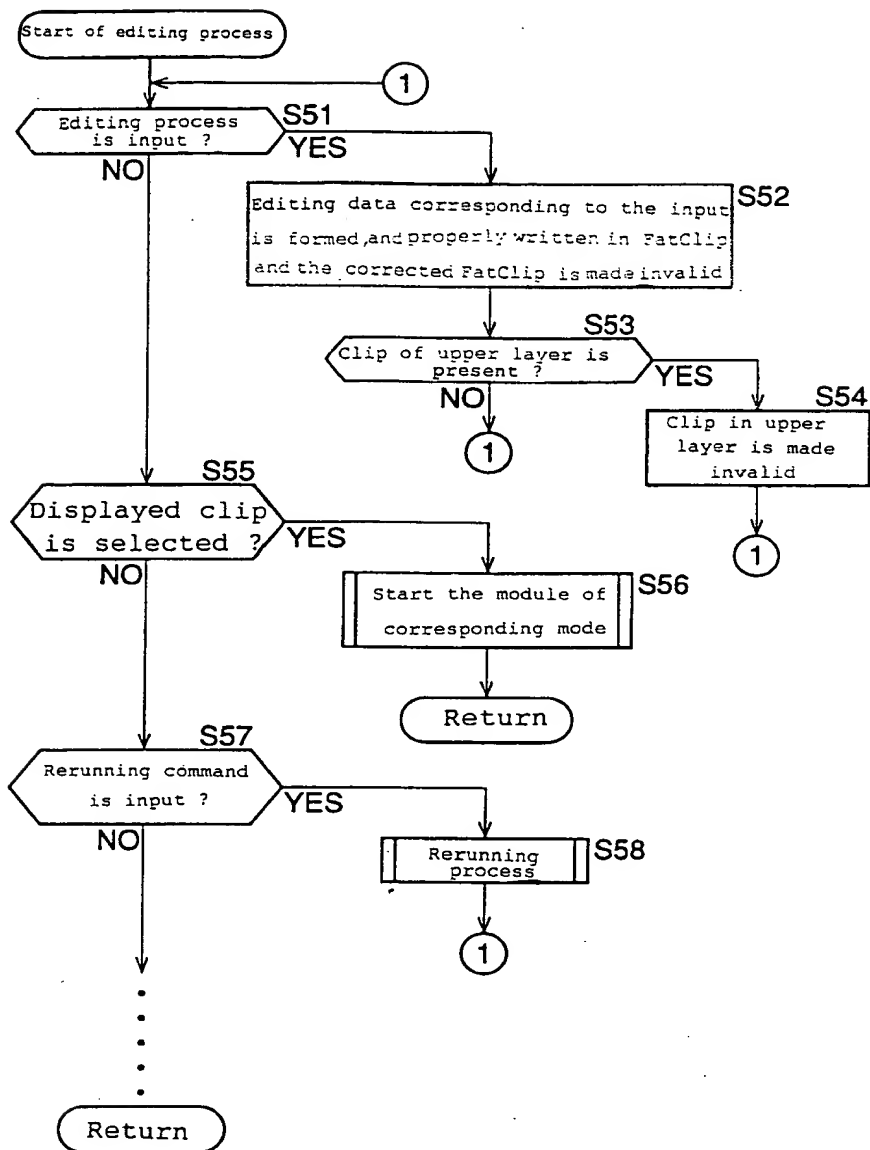 Start of editing process
1
Editing process
is input ?
S51
YES
NO
S52
Editing data corresponding to the input
is formed,and properly written in FatClip
and the corrected FatClip is made invalid
S53
Clip of upper layer is
present ?
YES
NO
1
S54
Clip in upper
layer is made
invalid
1
S55
Displayed clip
is selected ?
YES
NO
S56
Start the module of
corresponding mode
Return
S57
Rerunning command
is input ?
YES
NO
S58
Rerunning
process
1
Return